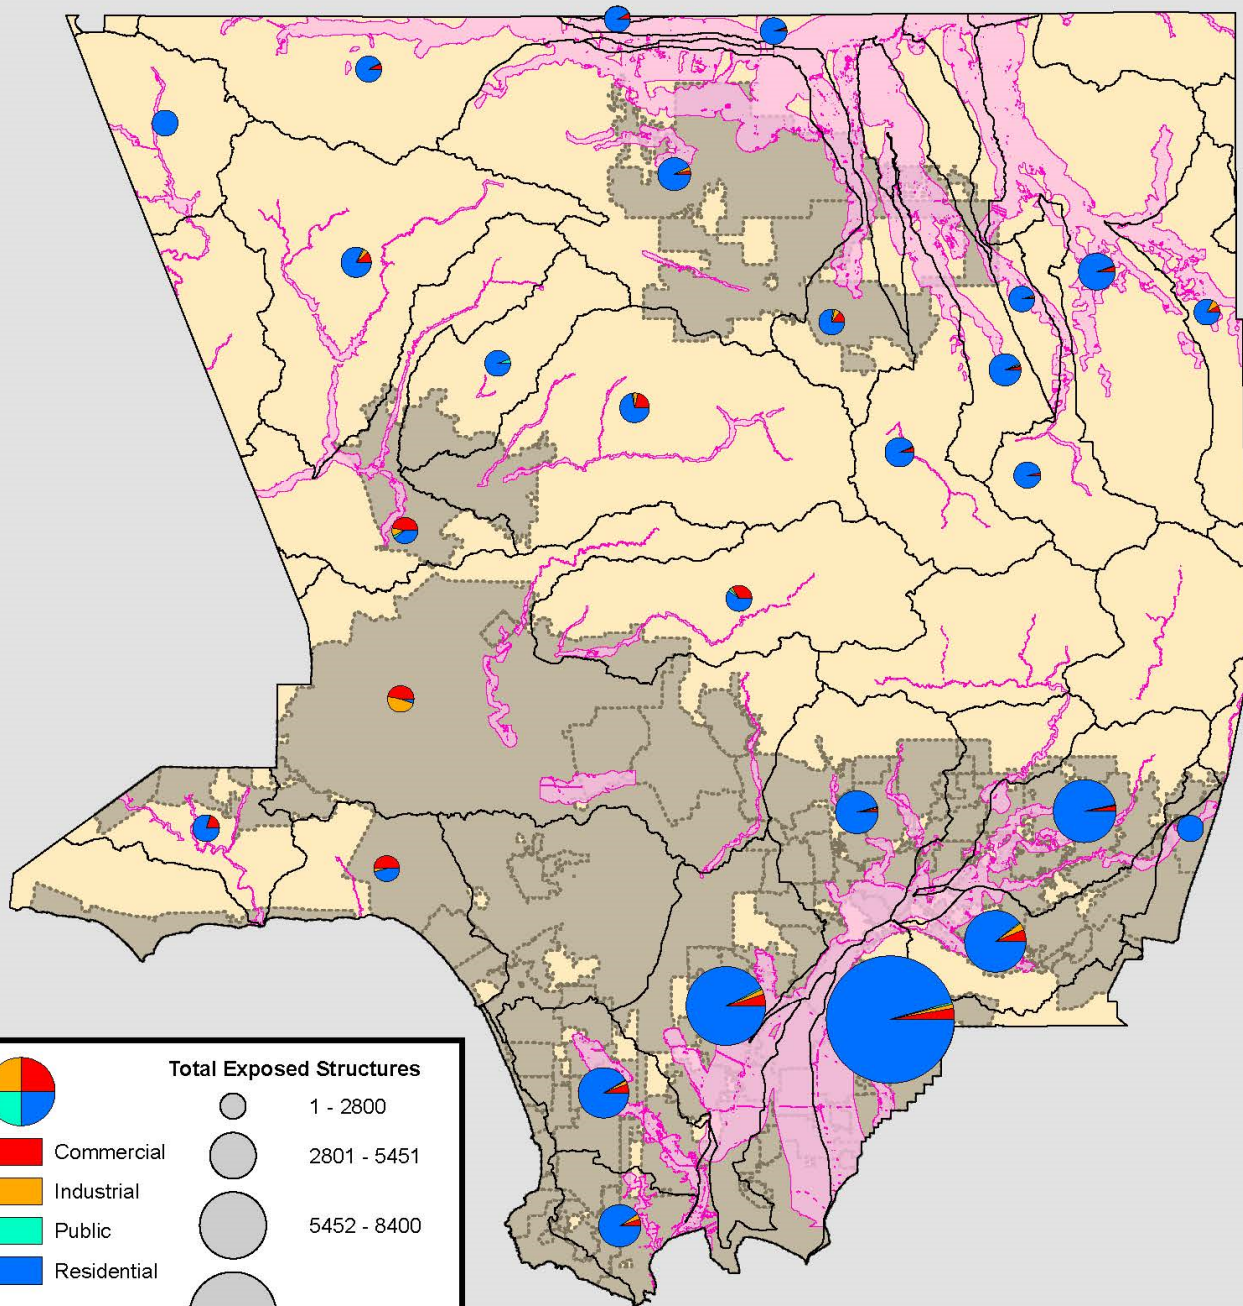 Total Exposed Structures
1 - 2800
Commercial
2801 - 5451
Industrial
5452 - 8400
Public
Residential